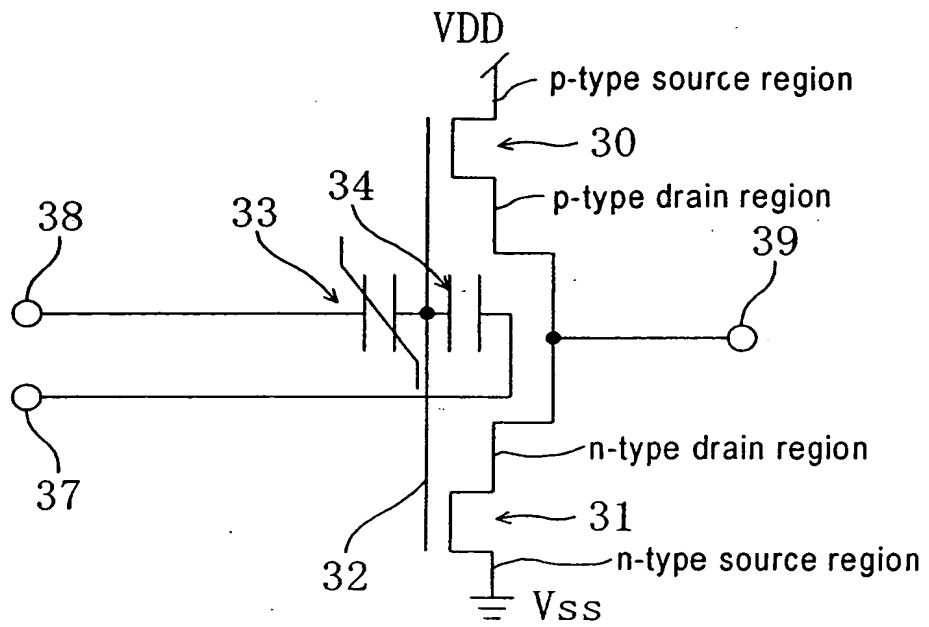 VDD
p-type source region
30
34
p-type drain region
38
33
39
n-type drain region
37
31
32
n-type source region
Vss